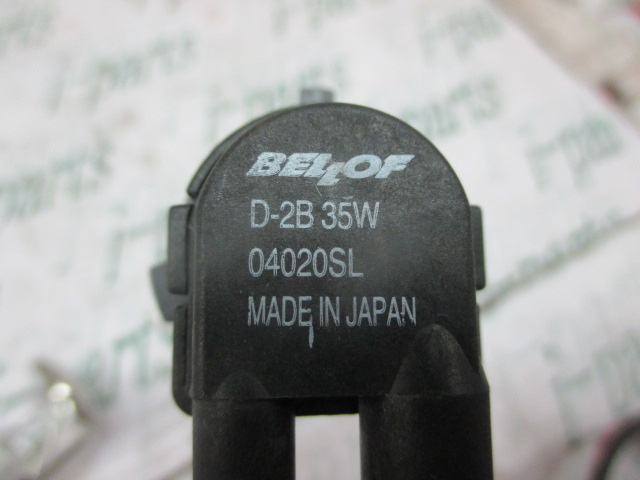 BELLOF
D-2B 35W
04020SL
MADE IN JAPAN